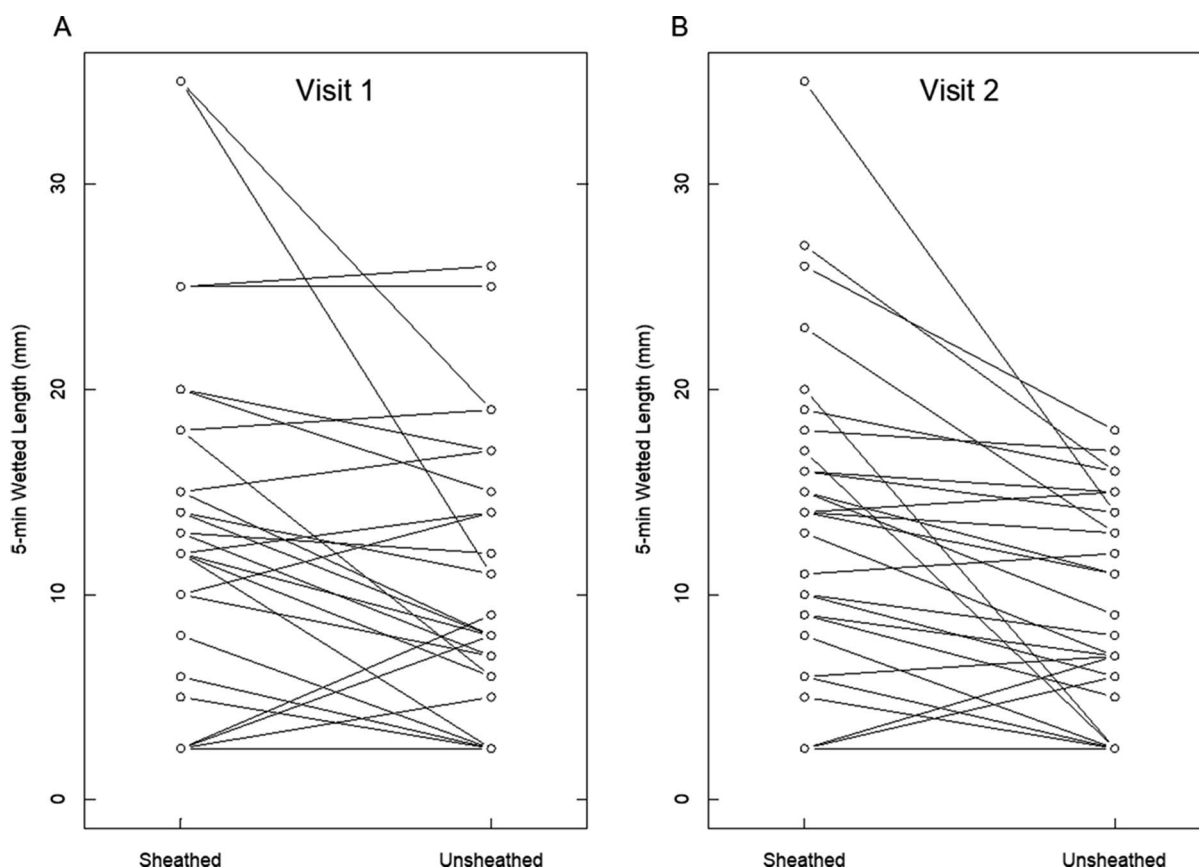 A
Visit 1
5-min Wetted Length (mm)
30
20
10
0
Sheathed
Unsheathed
B
Visit 2
5-min Wetted Length (mm)
30
20
10
0
Sheathed
Unsheathed